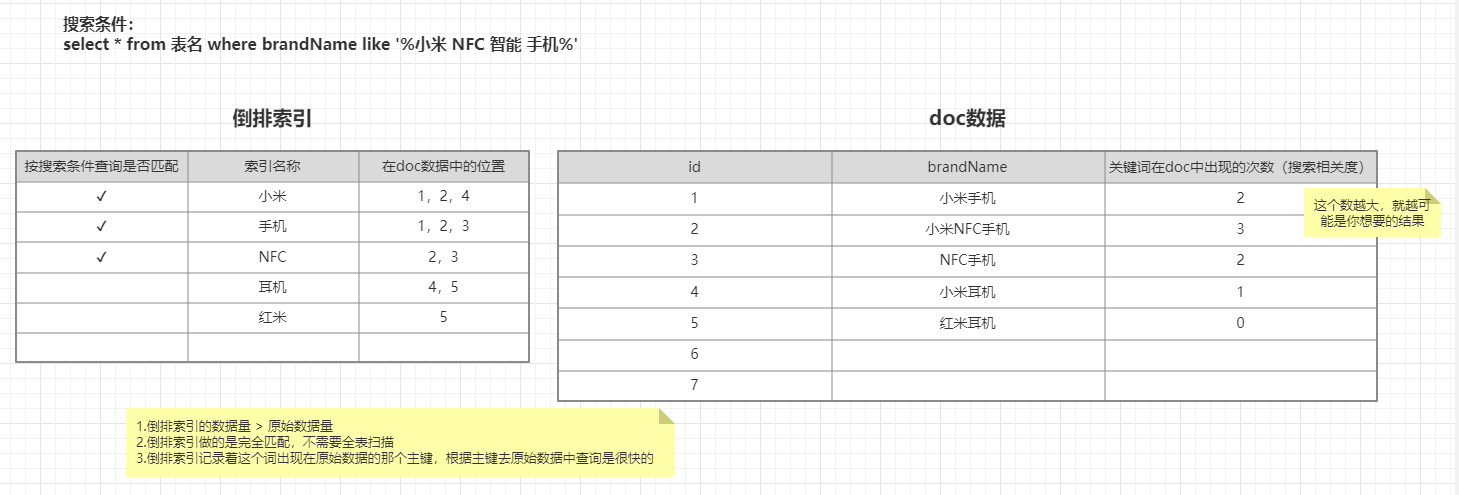 搜索条件：
select * from 表名 where brandName like '%小米 NFC 智能 手机%'
倒排索引
按搜索条件查询是否匹配 索引名称 在doc数据中的位置
✓ 小米 1，2，4
✓ 手机 1，2，3
✓ NFC 2，3
耳机 4，5
红米 5
doc数据
id brandName 关键词在doc中出现的次数（搜索相关度）
1 小米手机 2
2 小米NFC手机 3
3 NFC手机 2
4 小米耳机 1
5 红米耳机 0
6
7
这个数越大，就越可
能是你想要的结果
1.倒排索引的数据量 > 原始数据量
2.倒排索引做的是完全匹配，不需要全表扫描
3.倒排索引记录着这个词出现在原始数据的那个主键，根据主键去原始数据中查询是很快的